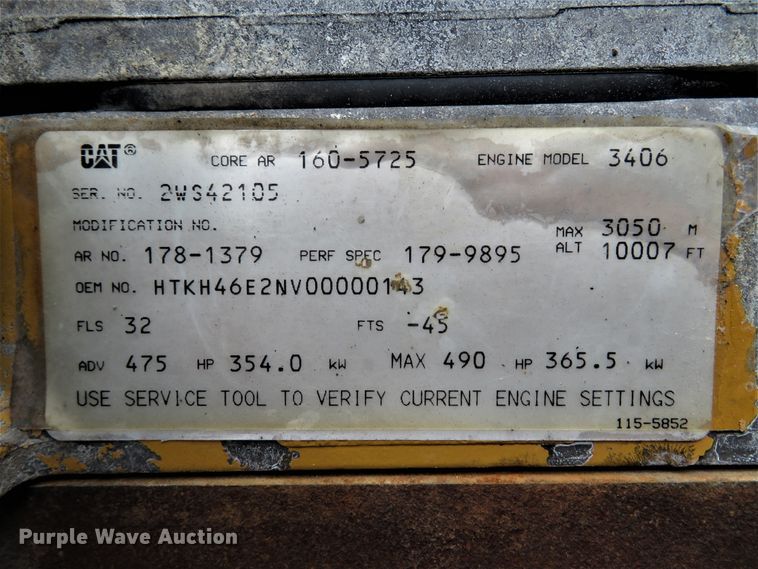 CAT® CORE AR 160-5725 ENGINE MODEL 3406
SER. NO. 2WS42105
MODIFICATION NO. MAX 3050 M
AR NO. 178-1379 PERF SPEC 179-9895 ALT 10007 FT
OEM NO. HTKH46E2NV00000143
FLS 32 FTS -45
ADV 475 HP 354.0 kW MAX 490 HP 365.5 kW
USE SERVICE TOOL TO VERIFY CURRENT ENGINE SETTINGS
115-5852
Purple Wave Auction